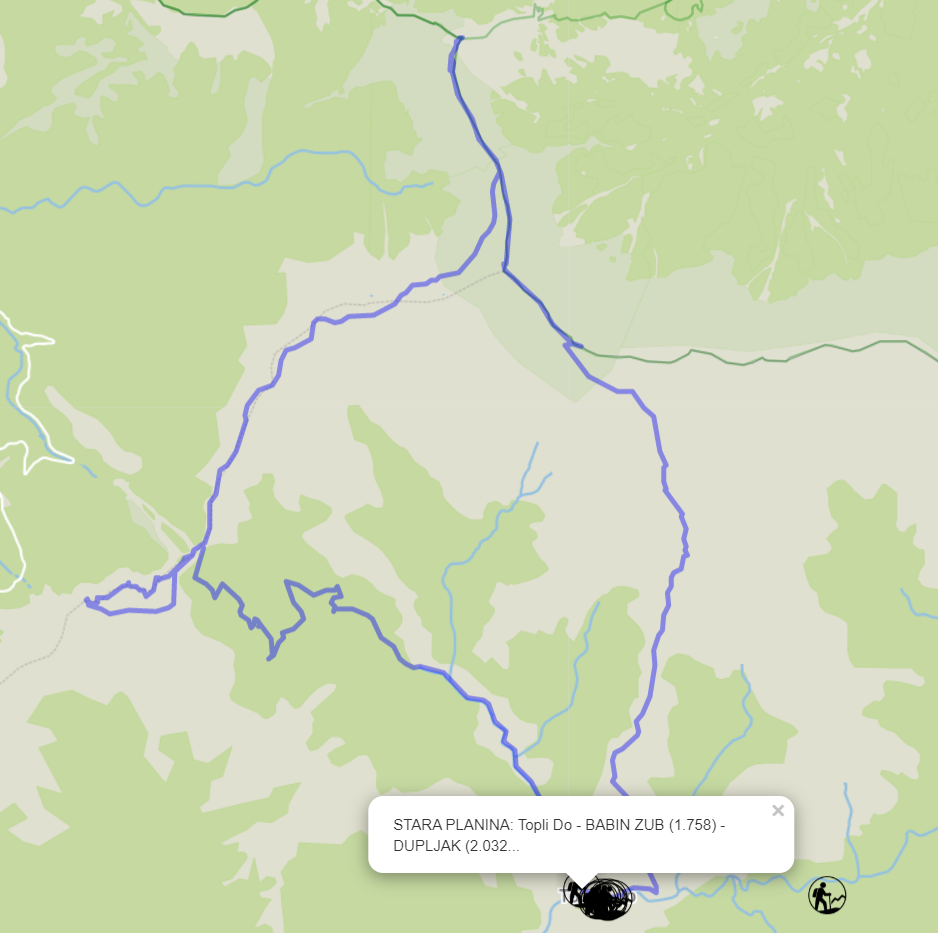 STARA PLANINA: Topli Do - BABIN ZUB (1.758) -
DUPLJAK (2.032...